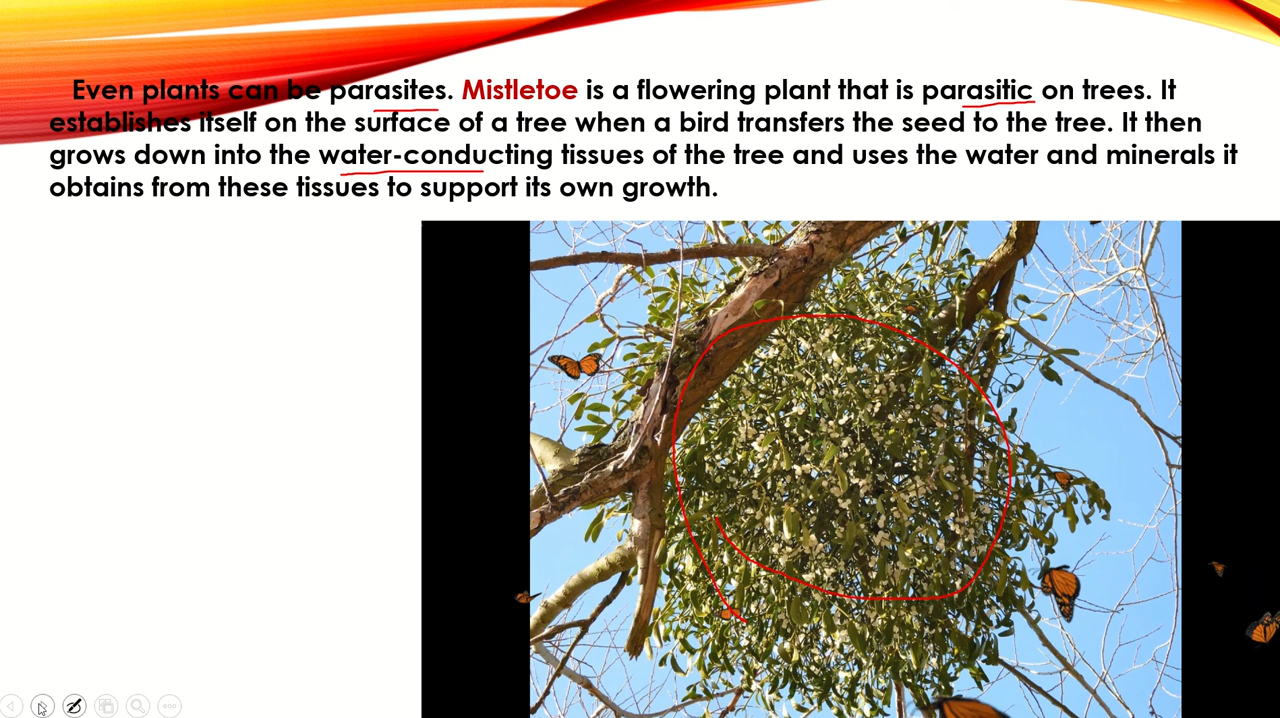 Even plants can be parasites. Mistletoe is a flowering plant that is parasitic on trees. It
establishes itself on the surface of a tree when a bird transfers the seed to the tree. It then
grows down into the water-conducting tissues of the tree and uses the water and minerals it
obtains from these tissues to support its own growth.